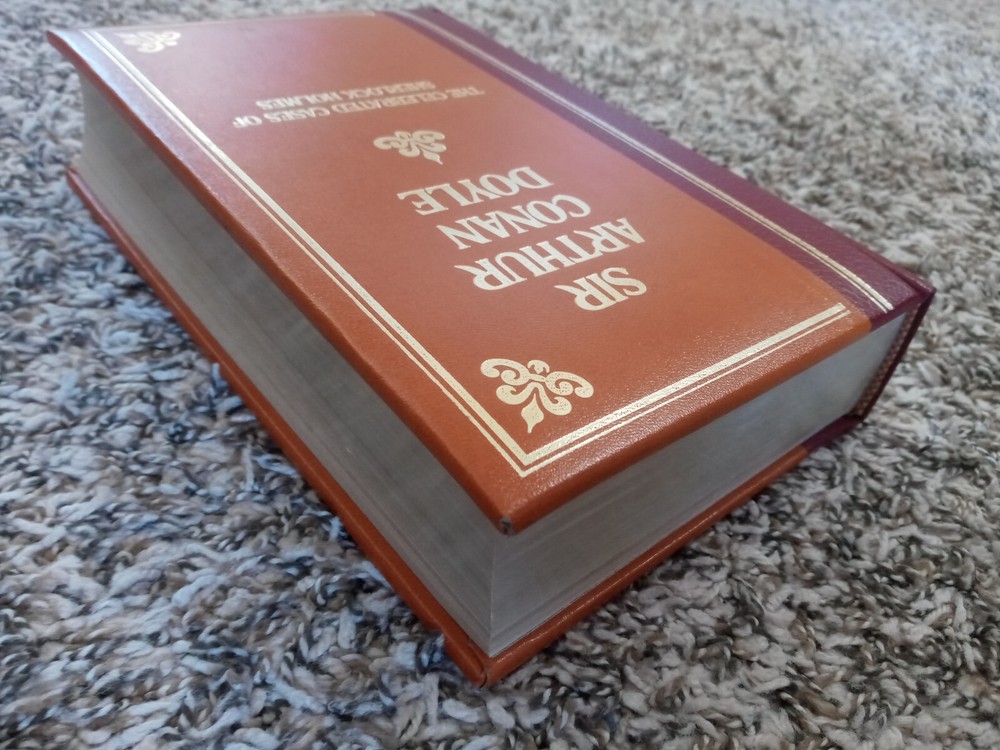 SIR
ARTHUR
CONAN
DOYLE
THE CELEBRATED CASES OF
SHERLOCK HOLMES